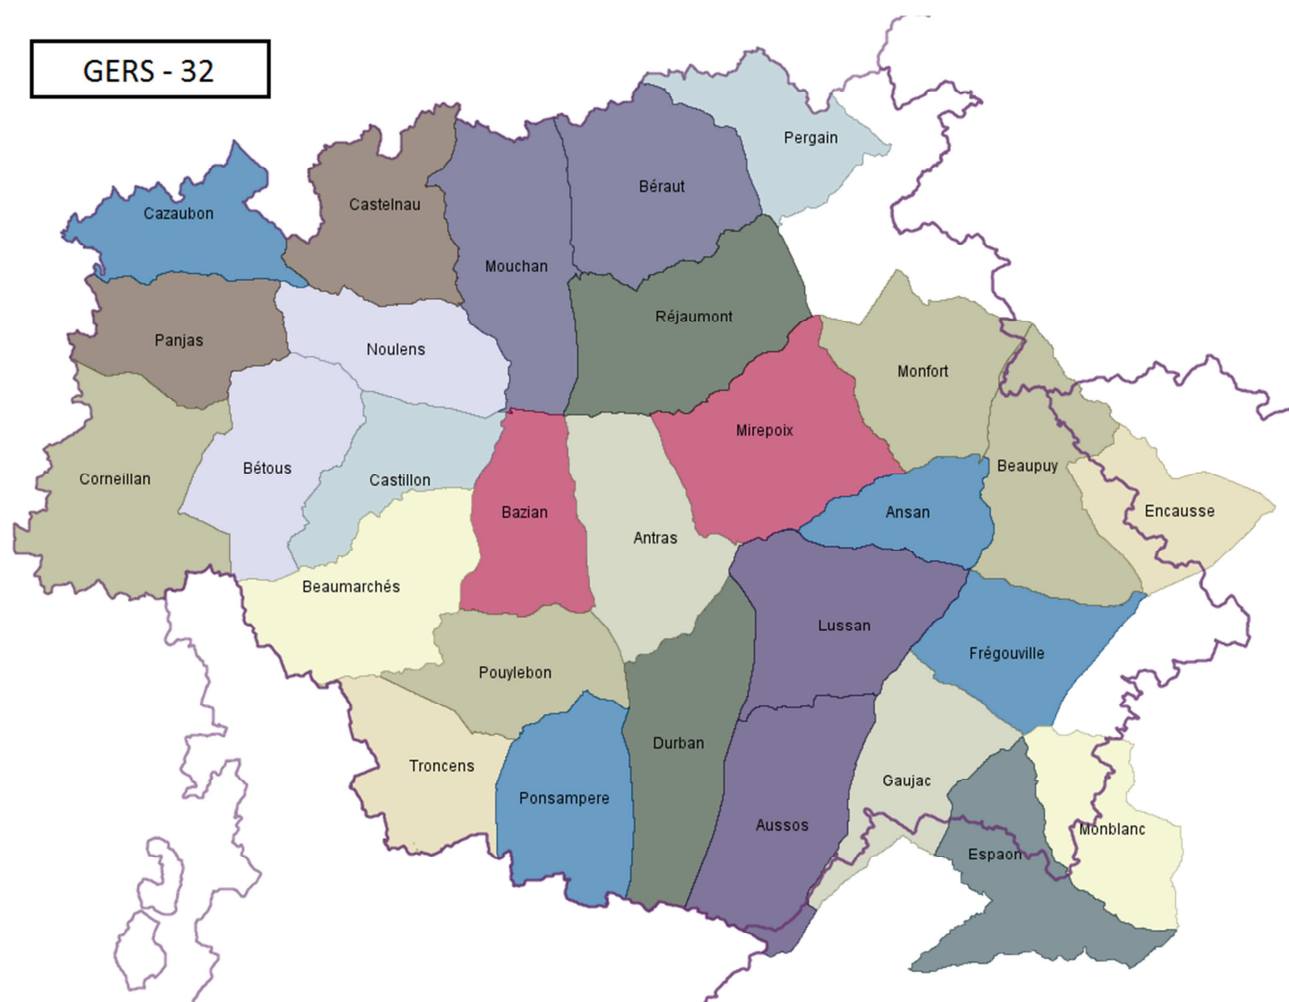 GERS - 32
Pergain
Béraut
Castelnau
Cazaubon
Mouchan
Réjaumont
Panjas
Noulens
Monfort
Mirepoix
Beaupuy
Bétous
Corneillan
Castillon
Bazian
Ansan
Encausse
Antras
Beaumarchés
Lussan
Frégouville
Pouylebon
Durban
Troncens
Gaujac
Ponsampere
Aussos
Monblanc
Espaon